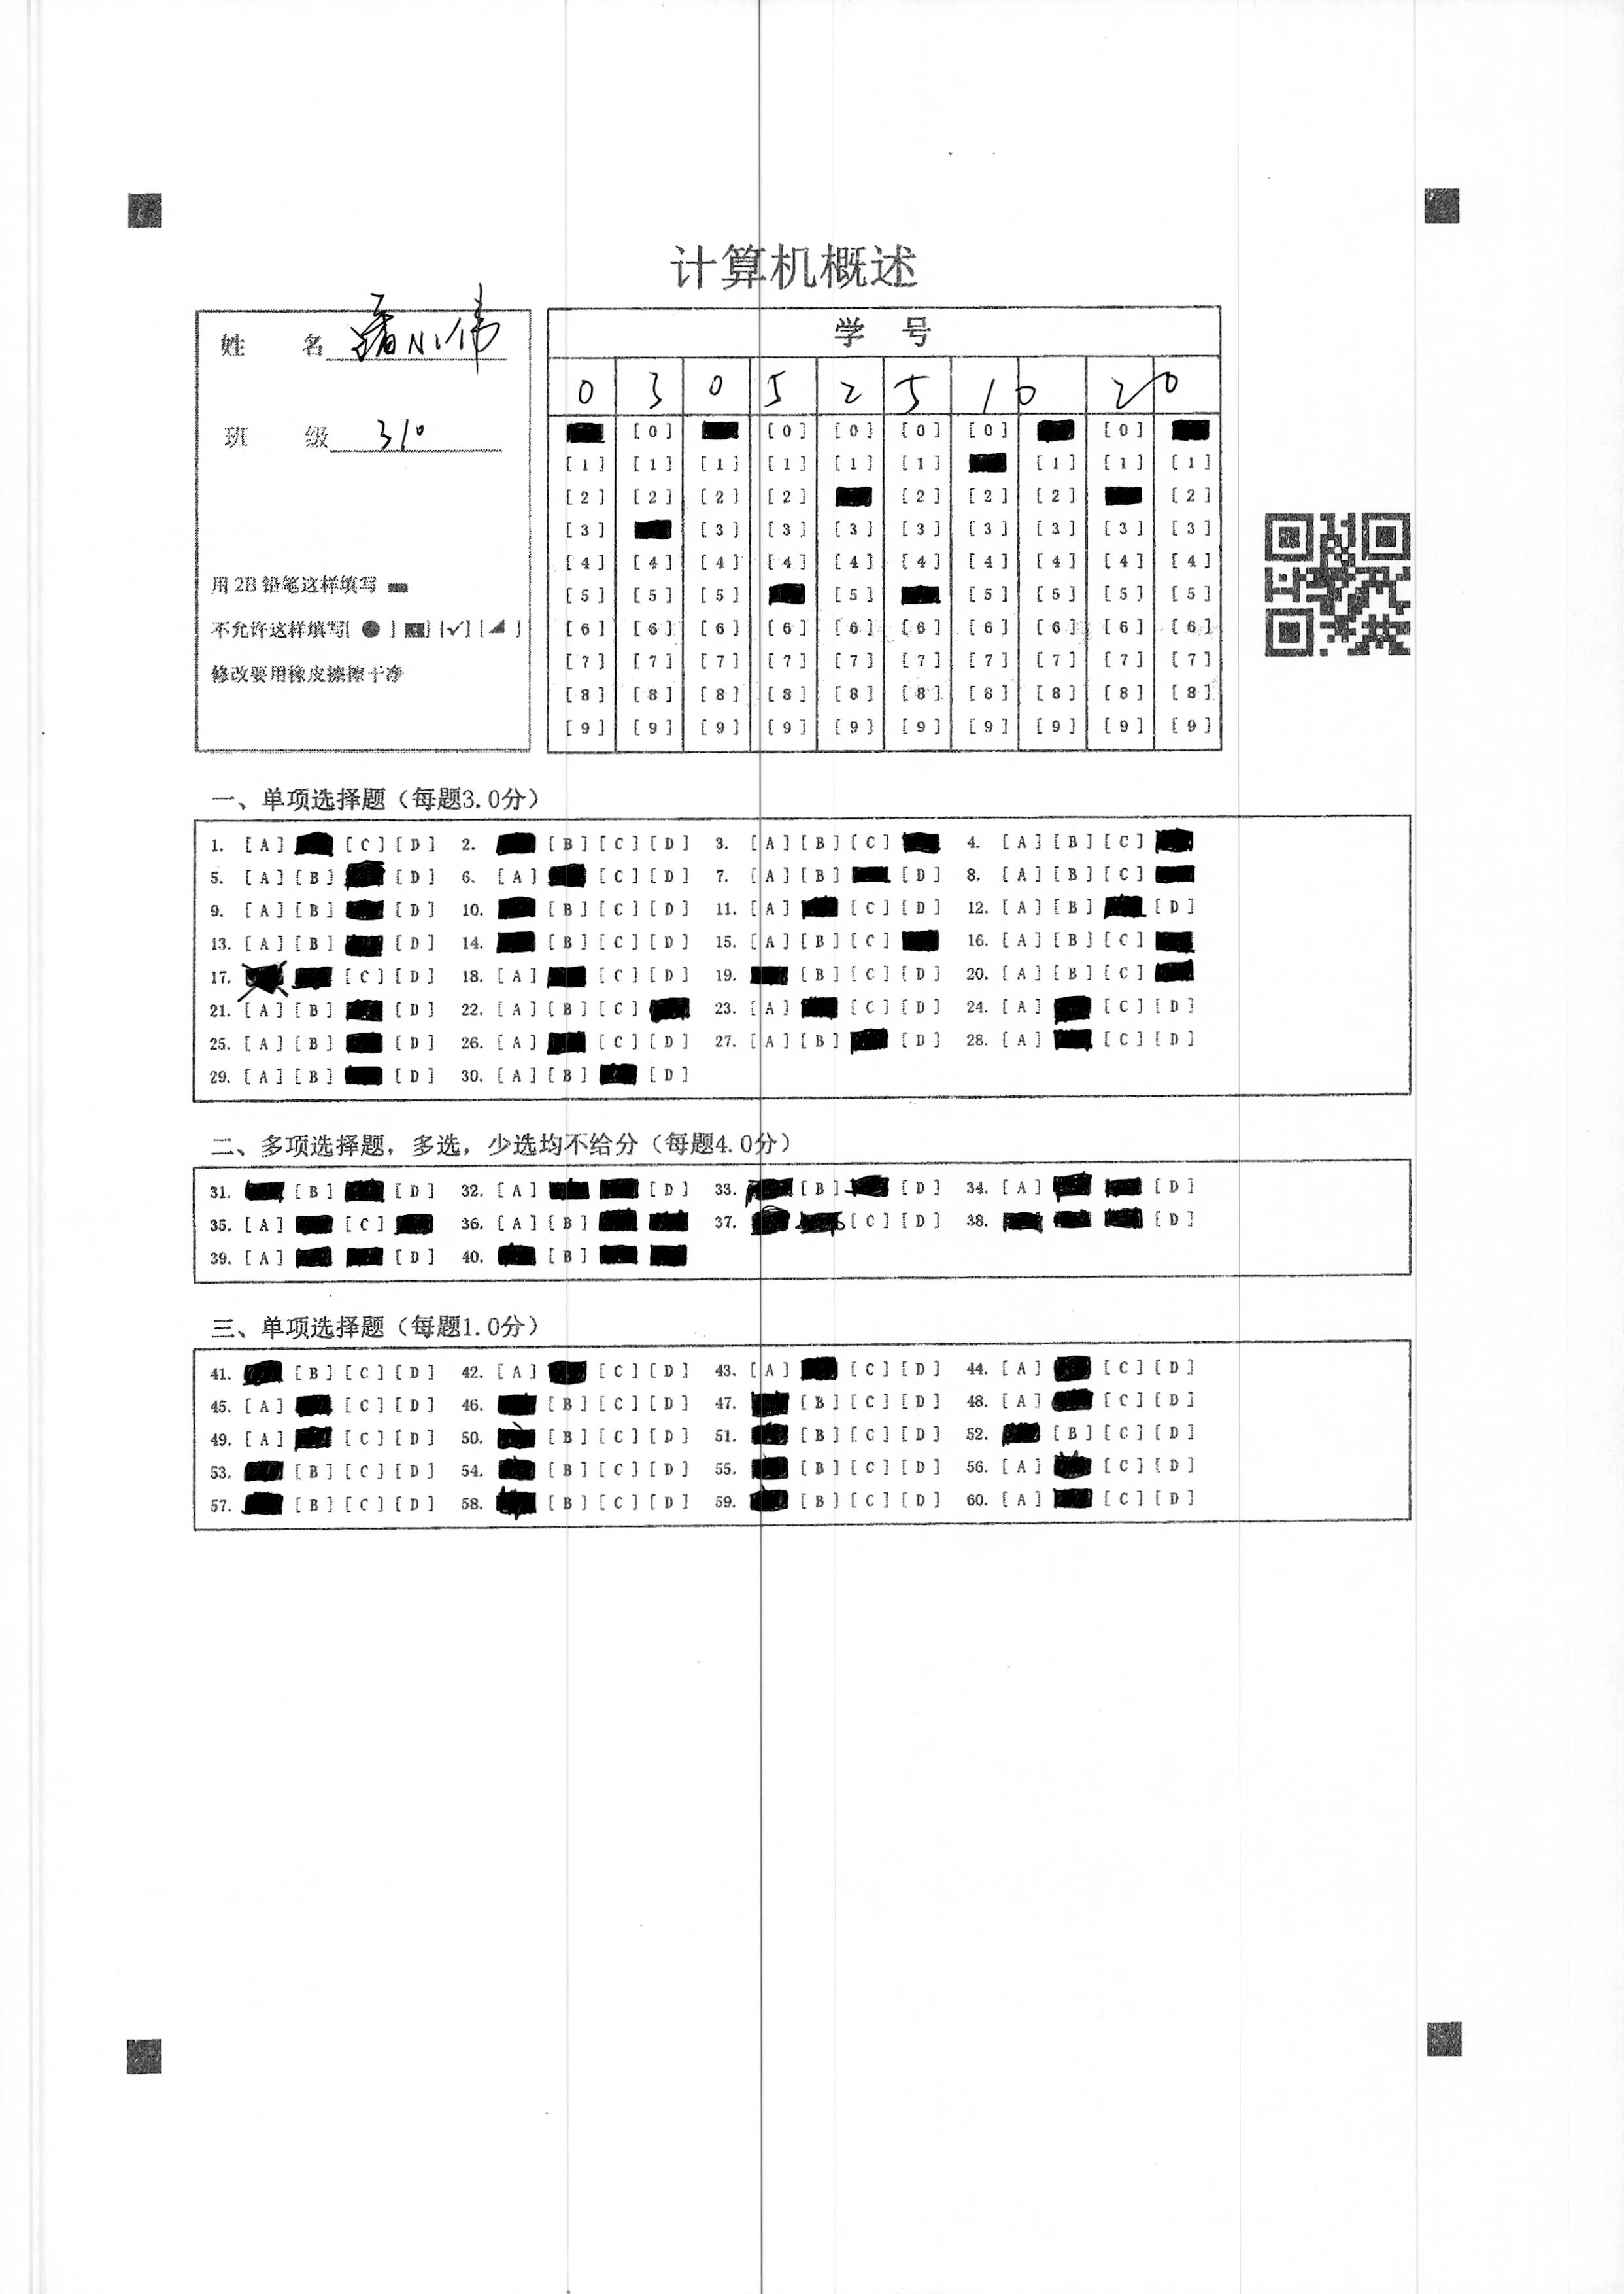 计算机概述
姓 名 小伟
班 级 310
用 2B 铅笔这样填写
不允许这样填写[ ● ] [ ] [✓] [ ]
修改要用橡皮擦擦干净
学 号
0 3 0 5 2 5 1 0 2 0
[0] [0] [0] [0] [0] [0]
[1] [1] [1] [1] [1] [1] [1] [1] [1]
[2] [2] [2] [2] [2] [2] [2] [2]
[3] [3] [3] [3] [3] [3] [3] [3] [3]
[4] [4] [4] [4] [4] [4] [4] [4] [4] [4]
[5] [5] [5] [5] [5] [5] [5] [5]
[6] [6] [6] [6] [6] [6] [6] [6] [6] [6]
[7] [7] [7] [7] [7] [7] [7] [7] [7] [7]
[8] [8] [8] [8] [8] [8] [8] [8] [8] [8]
[9] [9] [9] [9] [9] [9] [9] [9] [9] [9]
一、单项选择题（每题3.0分）
1. [A] [C] [D] 2. [B] [C] [D] 3. [A] [B] [C] 4. [A] [B] [C]
5. [A] [B] [D] 6. [A] [C] [D] 7. [A] [B] [D] 8. [A] [B] [C]
9. [A] [B] [D] 10. [B] [C] [D] 11. [A] [C] [D] 12. [A] [B] [D]
13. [A] [B] [D] 14. [B] [C] [D] 15. [A] [B] [C] 16. [A] [B] [C]
17. [C] [D] 18. [A] [C] [D] 19. [B] [C] [D] 20. [A] [B] [C]
21. [A] [B] [D] 22. [A] [B] [C] 23. [A] [C] [D] 24. [A] [C] [D]
25. [A] [B] [D] 26. [A] [C] [D] 27. [A] [B] [D] 28. [A] [C] [D]
29. [A] [B] [D] 30. [A] [B] [D]
二、多项选择题，多选，少选均不给分（每题4.0分）
31. [B] [D] 32. [A] [D] 33. [B] [D] 34. [A] [D]
35. [A] [C] 36. [A] [B] 37. [C] [D] 38. [D]
39. [A] [D] 40. [B]
三、单项选择题（每题1.0分）
41. [B] [C] [D] 42. [A] [C] [D] 43. [A] [C] [D] 44. [A] [C] [D]
45. [A] [C] [D] 46. [B] [C] [D] 47. [B] [C] [D] 48. [A] [C] [D]
49. [A] [C] [D] 50. [B] [C] [D] 51. [B] [C] [D] 52. [B] [C] [D]
53. [B] [C] [D] 54. [B] [C] [D] 55. [B] [C] [D] 56. [A] [C] [D]
57. [B] [C] [D] 58. [B] [C] [D] 59. [B] [C] [D] 60. [A] [C] [D]